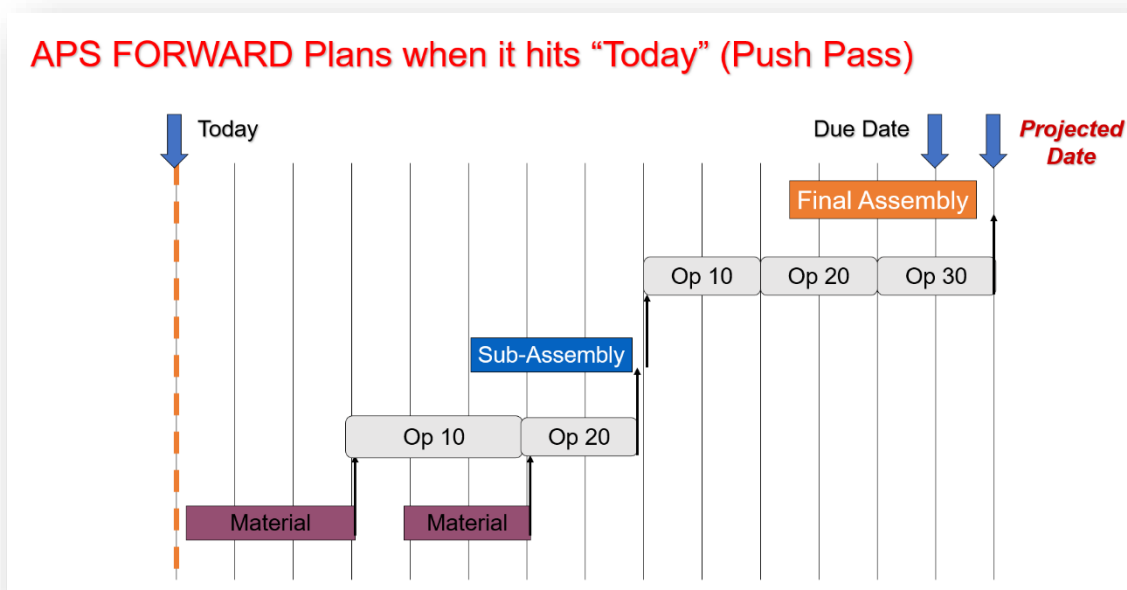 APS FORWARD Plans when it hits “Today” (Push Pass)
Today
Due Date
Projected
Date
Final Assembly
Op 10
Op 20
Op 30
Sub-Assembly
Op 10
Op 20
Material
Material